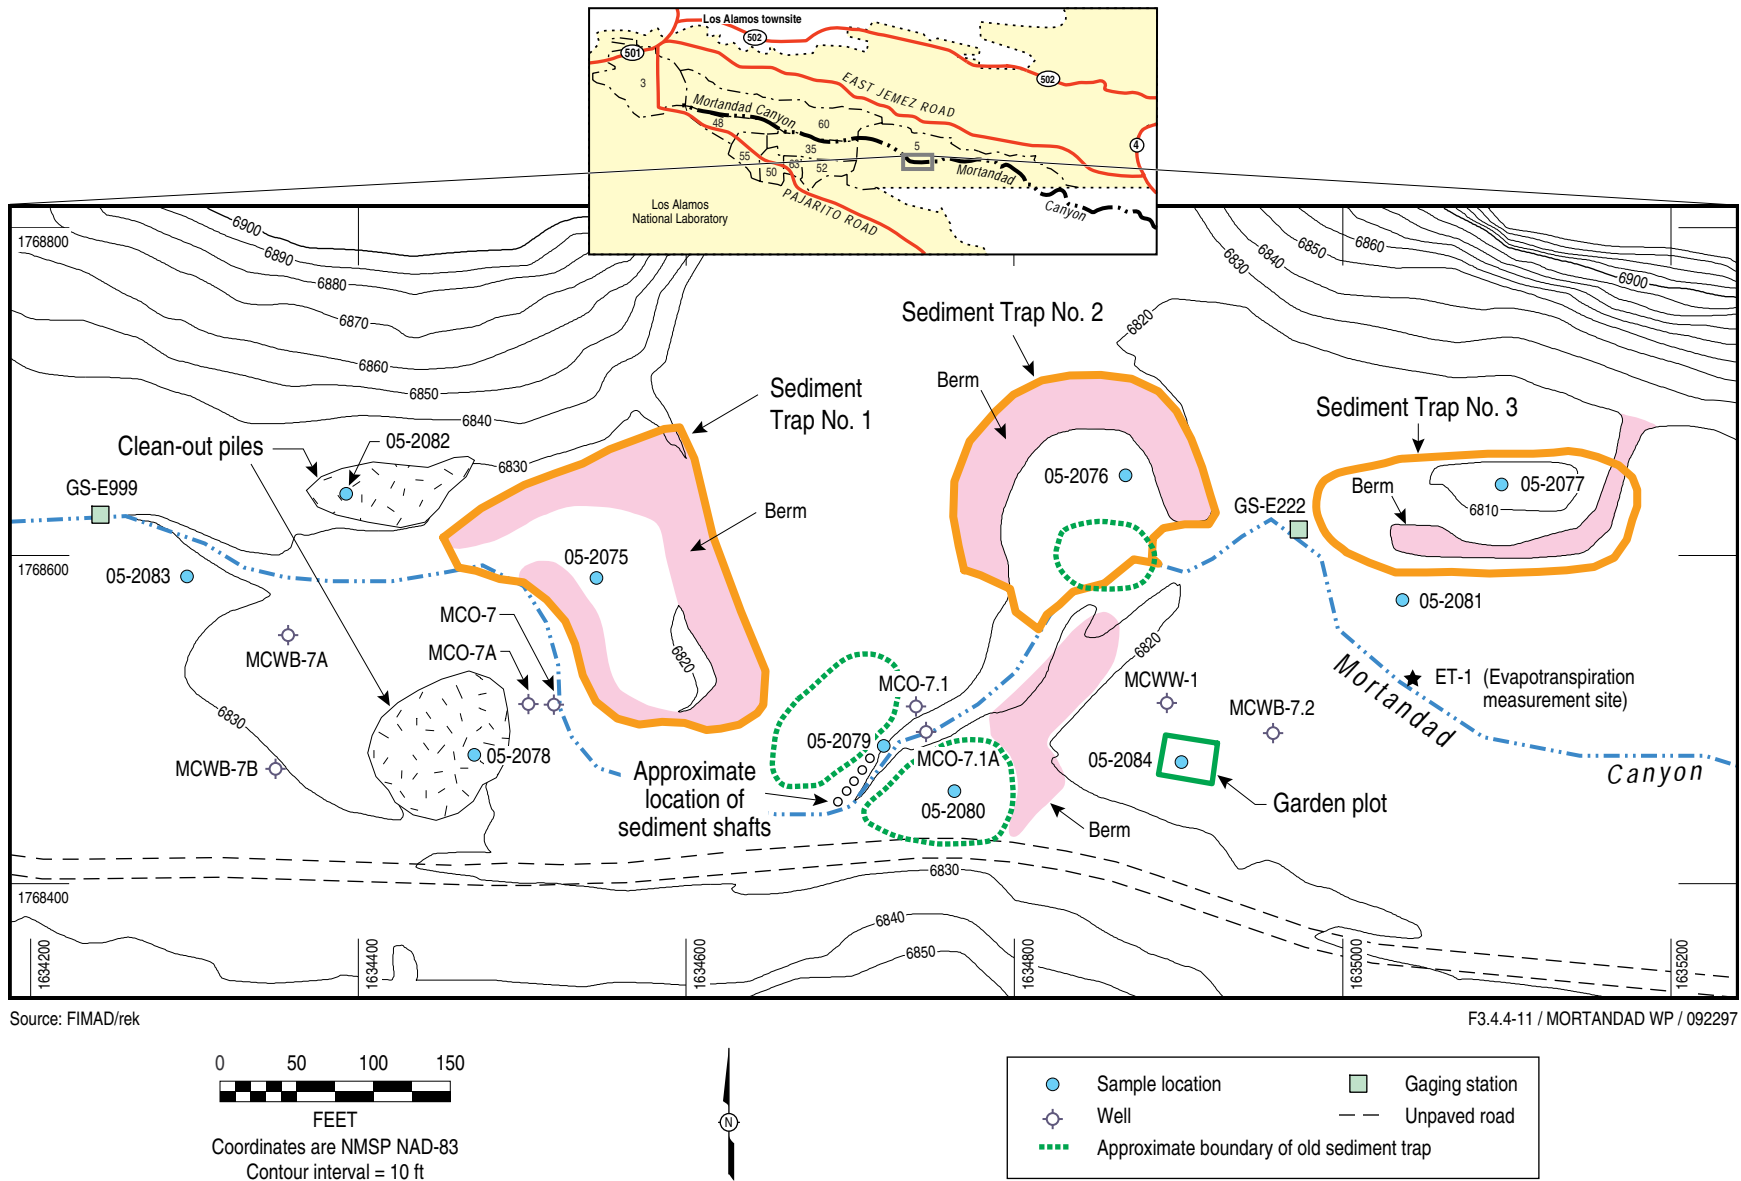 Los Alamos townsite
501
502
502
3
EAST JEMEZ ROAD
Mortandad Canyon
48
60
35
5
4
55
63
52
50
Mortandad
Canyon
PAJARITO ROAD
Los Alamos
National Laboratory
1768800
6900
6890
6880
6870
6860
6850
6840
6830
6830
6840
6850
6860
6900
6820
Sediment Trap No. 2
Berm
Sediment
Trap No. 1
Sediment Trap No. 3
Clean-out piles
05-2082
GS-E999
Berm
05-2076
05-2077
Berm
6810
GS-E222
1768600
05-2083
05-2075
05-2081
MCO-7
MCWB-7A
MCO-7A
6820
6820
Mortandad
ET-1 (Evapotranspiration
measurement site)
MCO-7.1
MCWW-1
MCWB-7.2
6830
05-2079
MCWB-7B
05-2078
MCO-7.1A
05-2084
Canyon
Approximate
location of
sediment shafts
05-2080
Berm
Garden plot
6830
1768400
6840
6850
1634200
1634400
1634600
1634800
1635000
1635200
Source: FIMAD/rek
F3.4.4-11 / MORTANDAD WP / 092297
0 50 100 150
FEET
Coordinates are NMSP NAD-83
Contour interval = 10 ft
N
Sample location
Gaging station
Well
Unpaved road
Approximate boundary of old sediment trap